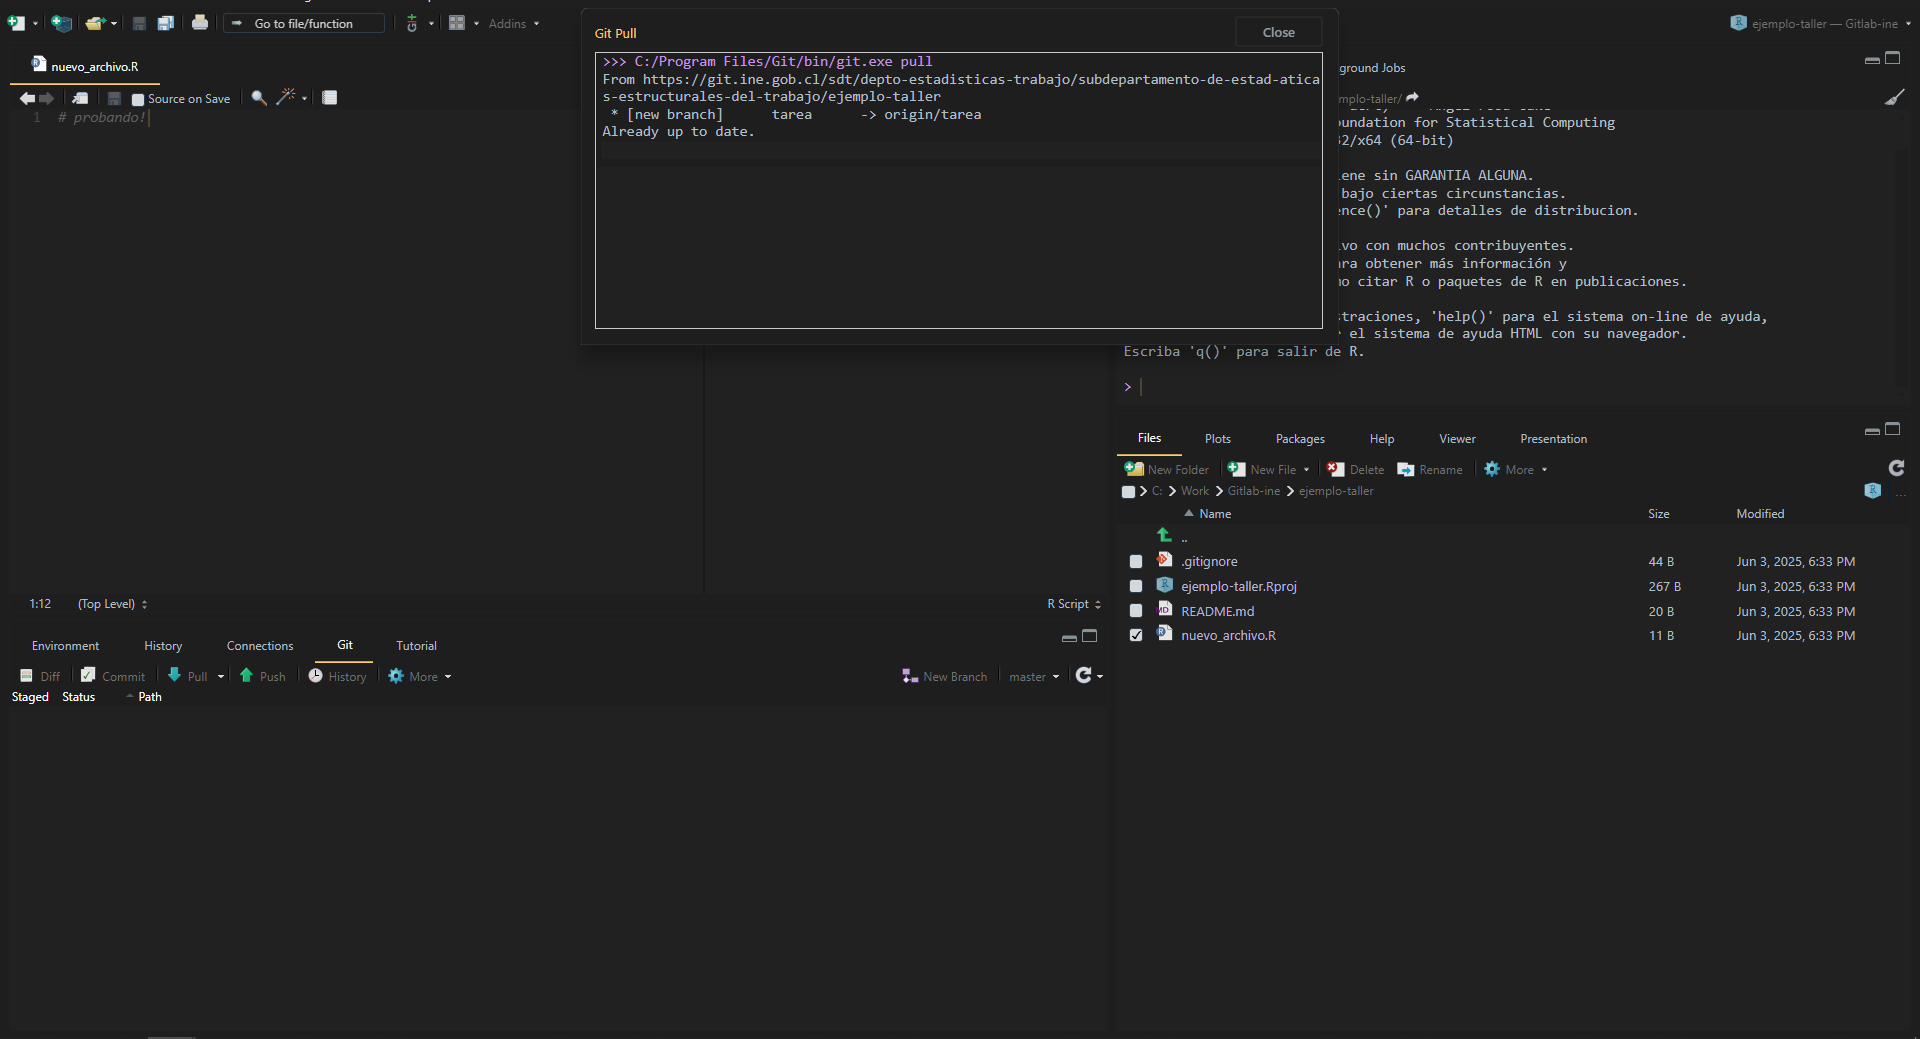 Go to file/function
Addins
ejemplo-taller — Gitlab-ine
nuevo_archivo.R
Source on Save
1 # probando!
Git Pull
Close
>>> C:/Program Files/Git/bin/git.exe pull
From https://git.ine.gob.cl/sdt/depto-estadisticas-trabajo/subdepartamento-de-estad-atica
s-estructurales-del-trabajo/ejemplo-taller
* [new branch] tarea -> origin/tarea
Already up to date.
ground Jobs
mplo-taller/
undation for Statistical Computing
32/x64 (64-bit)
ene sin GARANTIA ALGUNA.
bajo ciertas circunstancias.
ence()' para detalles de distribucion.
vo con muchos contribuyentes.
ra obtener más información y
o citar R o paquetes de R en publicaciones.
straciones, 'help()' para el sistema on-line de ayuda,
el sistema de ayuda HTML con su navegador.
Escriba 'q()' para salir de R.
>
1:12 (Top Level) R Script
Environment History Connections Git Tutorial
Diff Commit Pull Push History More New Branch master
Staged Status Path
Files Plots Packages Help Viewer Presentation
New Folder New File Delete Rename More
C: Work Gitlab-ine ejemplo-taller ...
Name Size Modified
..
.gitignore 44 B Jun 3, 2025, 6:33 PM
ejemplo-taller.Rproj 267 B Jun 3, 2025, 6:33 PM
README.md 20 B Jun 3, 2025, 6:33 PM
nuevo_archivo.R 11 B Jun 3, 2025, 6:33 PM